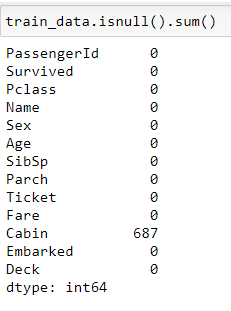 train_data.isnull().sum()
PassengerId 0
Survived 0
Pclass 0
Name 0
Sex 0
Age 0
SibSp 0
Parch 0
Ticket 0
Fare 0
Cabin 687
Embarked 0
Deck 0
dtype: int64